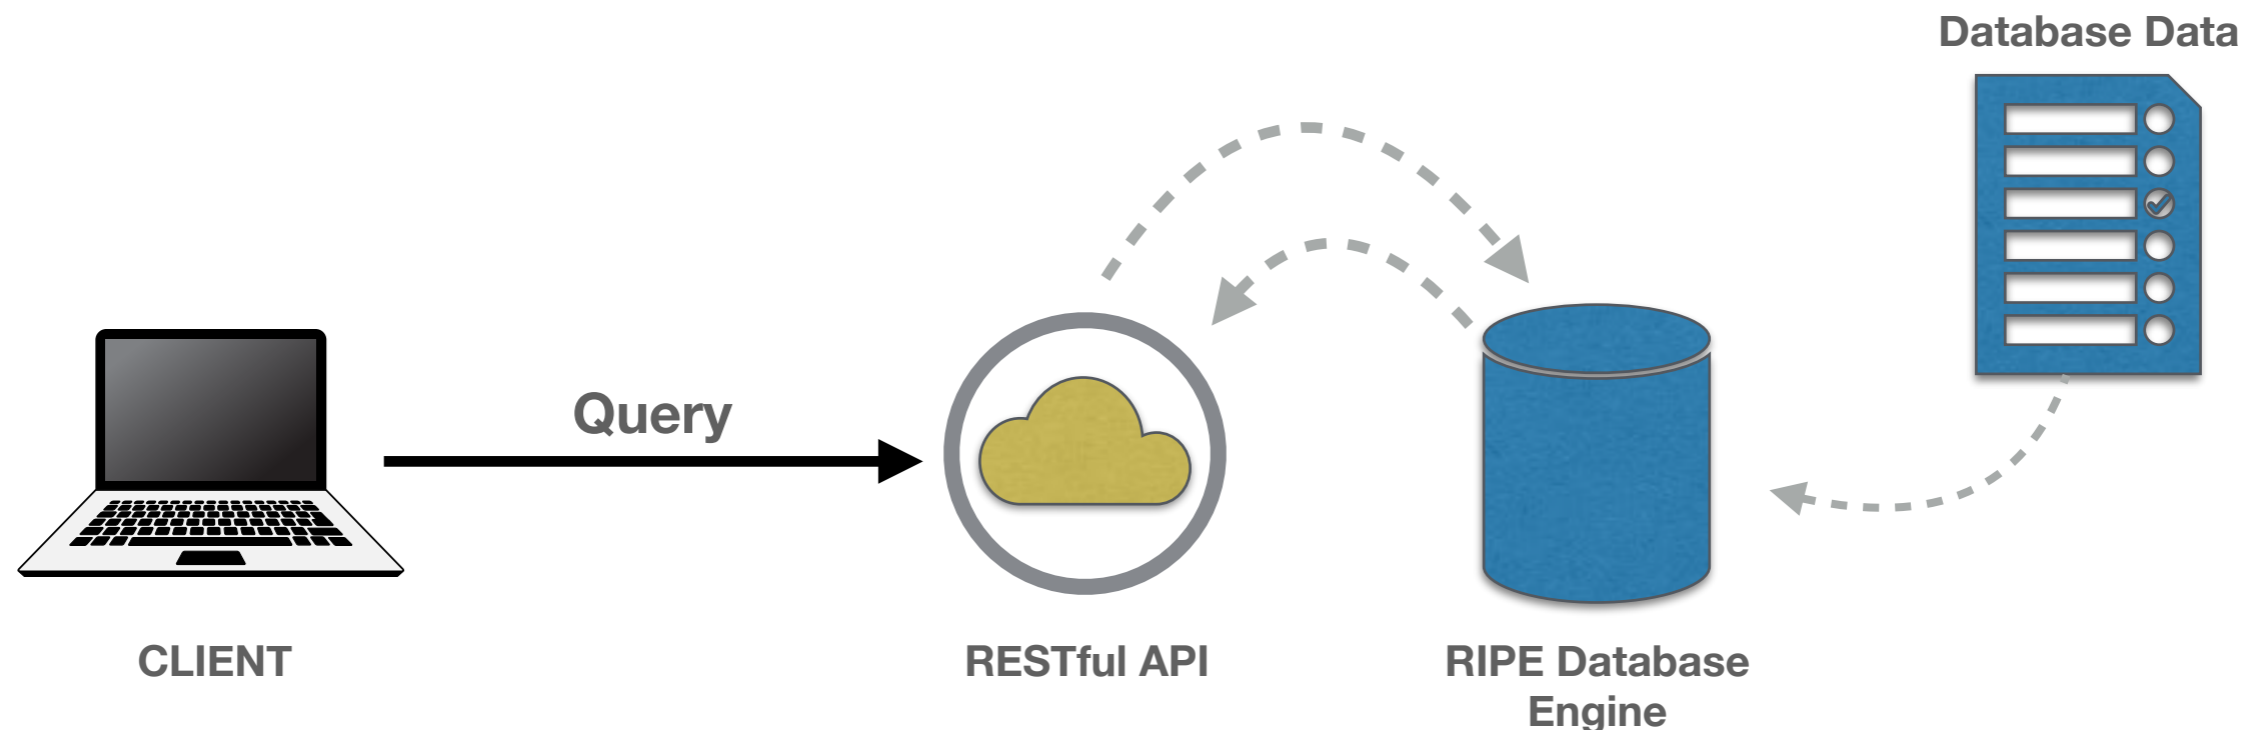 Database Data
Query
CLIENT
RESTful API
RIPE Database
Engine